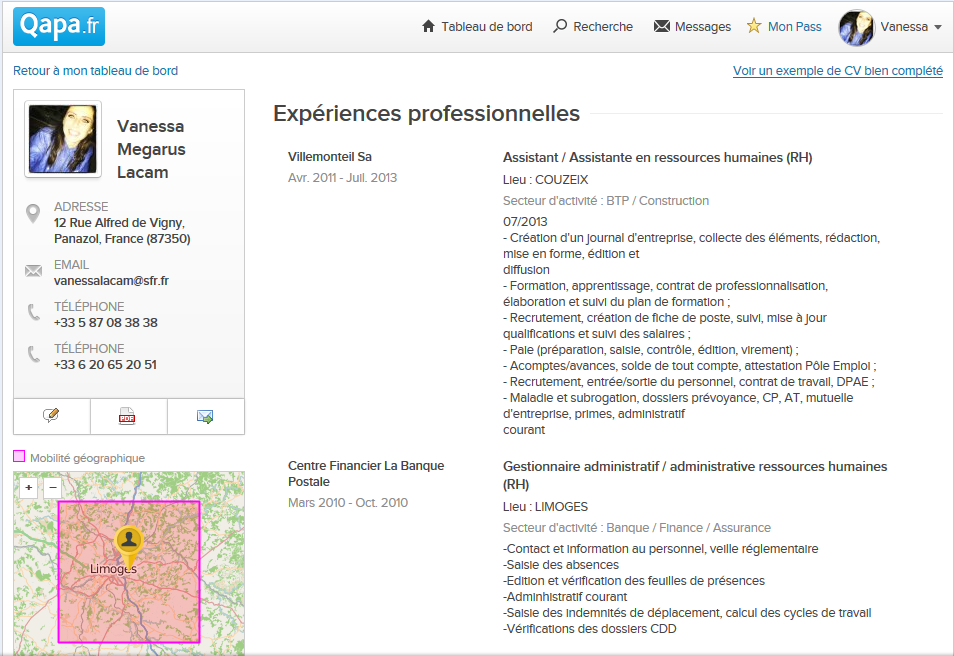 Qapa.fr
Tableau de bord
Recherche
Messages
Mon Pass
Vanessa
Retour à mon tableau de bord
Voir un exemple de CV bien complété
Vanessa
Megarus
Lacam
ADRESSE
12 Rue Alfred de Vigny,
Panazol, France (87350)
EMAIL
vanessalacam@sfr.fr
TÉLÉPHONE
+33 5 87 08 38 38
TÉLÉPHONE
+33 6 20 65 20 51
PDF
Mobilité géographique
+
−
Limoges
Expériences professionnelles
Villemonteil Sa
Avr. 2011 - Juil. 2013
Assistant / Assistante en ressources humaines (RH)
Lieu : COUZEIX
Secteur d'activité : BTP / Construction
07/2013
- Création d'un journal d'entreprise, collecte des éléments, rédaction,
mise en forme, édition et
diffusion
- Formation, apprentissage, contrat de professionnalisation,
élaboration et suivi du plan de formation ;
- Recrutement, création de fiche de poste, suivi, mise à jour
qualifications et suivi des salaires ;
- Paie (préparation, saisie, contrôle, édition, virement) ;
- Acomptes/avances, solde de tout compte, attestation Pôle Emploi ;
- Recrutement, entrée/sortie du personnel, contrat de travail, DPAE ;
- Maladie et subrogation, dossiers prévoyance, CP, AT, mutuelle
d'entreprise, primes, administratif
courant
Centre Financier La Banque
Postale
Mars 2010 - Oct. 2010
Gestionnaire administratif / administrative ressources humaines
(RH)
Lieu : LIMOGES
Secteur d'activité : Banque / Finance / Assurance
-Contact et information au personnel, veille réglementaire
-Saisie des absences
-Edition et vérification des feuilles de présences
-Adminhistratif courant
-Saisie des indemnités de déplacement, calcul des cycles de travail
-Vérifications des dossiers CDD